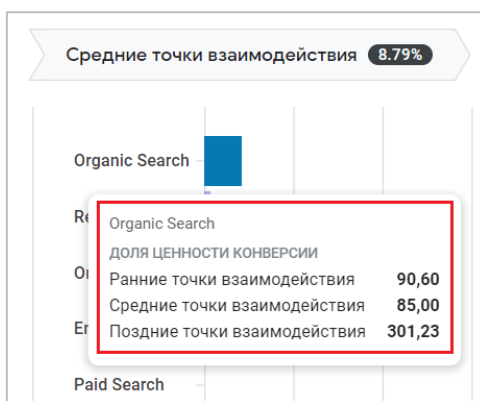 Средние точки взаимодействия 8.79%
Organic Search
Organic Search
ДОЛЯ ЦЕННОСТИ КОНВЕРСИИ
Ранние точки взаимодействия 90,60
Средние точки взаимодействия 85,00
Поздние точки взаимодействия 301,23
Paid Search